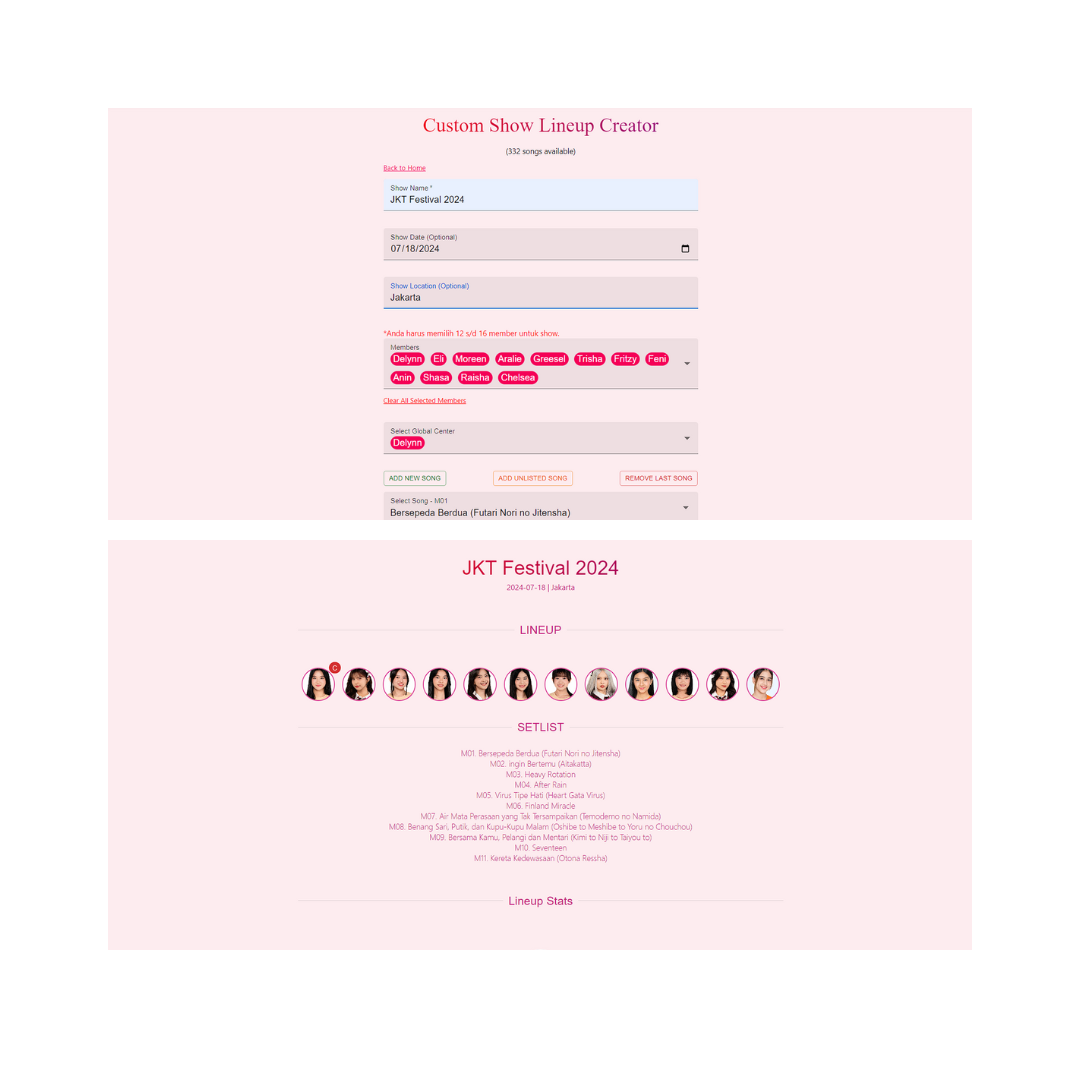 Custom Show Lineup Creator
(332 songs available)
Back to Home
Show Name *
JKT Festival 2024
Show Date (Optional)
07/18/2024
Show Location (Optional)
Jakarta
*Anda harus memilih 12 s/d 16 member untuk show.
Members
Delynn Eli Moreen Aralie Greesel Trisha Fritzy Feni
Anin Shasa Raisha Chelsea
Clear All Selected Members
Select Global Center
Delynn
ADD NEW SONG ADD UNLISTED SONG REMOVE LAST SONG
Select Song - M01
Bersepeda Berdua (Futari Nori no Jitensha)
JKT Festival 2024
2024-07-18 | Jakarta
LINEUP
C
SETLIST
M01. Bersepeda Berdua (Futari Nori no Jitensha)
M02. ingin Bertemu (Aitakatta)
M03. Heavy Rotation
M04. After Rain
M05. Virus Tipe Hati (Heart Gata Virus)
M06. Finland Miracle
M07. Air Mata Perasaan yang Tak Tersampaikan (Temodemo no Namida)
M08. Benang Sari, Putik, dan Kupu-Kupu Malam (Oshibe to Meshibe to Yoru no Chouchou)
M09. Bersama Kamu, Pelangi dan Mentari (Kimi to Niji to Taiyou to)
M10. Seventeen
M11. Kereta Kedewasaan (Otona Ressha)
Lineup Stats